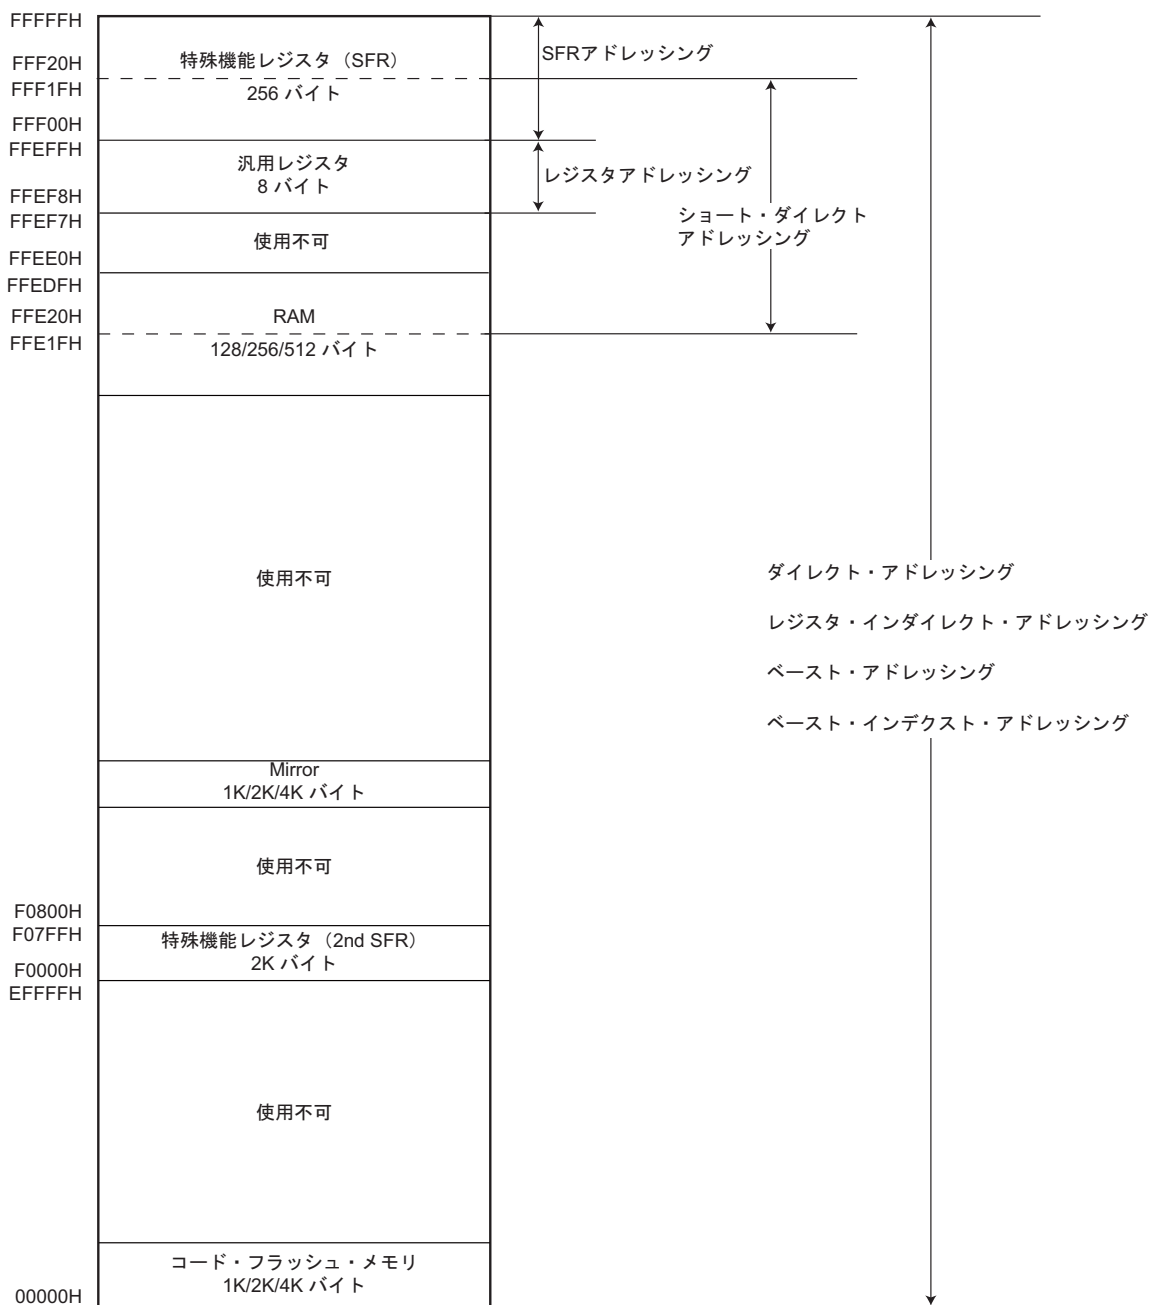 FFFFFH
特殊機能レジスタ（SFR）
SFRアドレッシング
FFF20H
FFF1FH
256 バイト
FFF00H
FFEFFH
汎用レジスタ
8 バイト
レジスタアドレッシング
FFEF8H
FFEF7H
ショート・ダイレクト
アドレッシング
使用不可
FFEE0H
FFEDFH
FFE20H
RAM
FFE1FH
128/256/512 バイト
使用不可
ダイレクト・アドレッシング
レジスタ・インダイレクト・アドレッシング
ベースト・アドレッシング
ベースト・インデクスト・アドレッシング
Mirror
1K/2K/4K バイト
使用不可
F0800H
F07FFH
特殊機能レジスタ（2nd SFR）
2K バイト
F0000H
EFFFFH
使用不可
コード・フラッシュ・メモリ
1K/2K/4K バイト
00000H